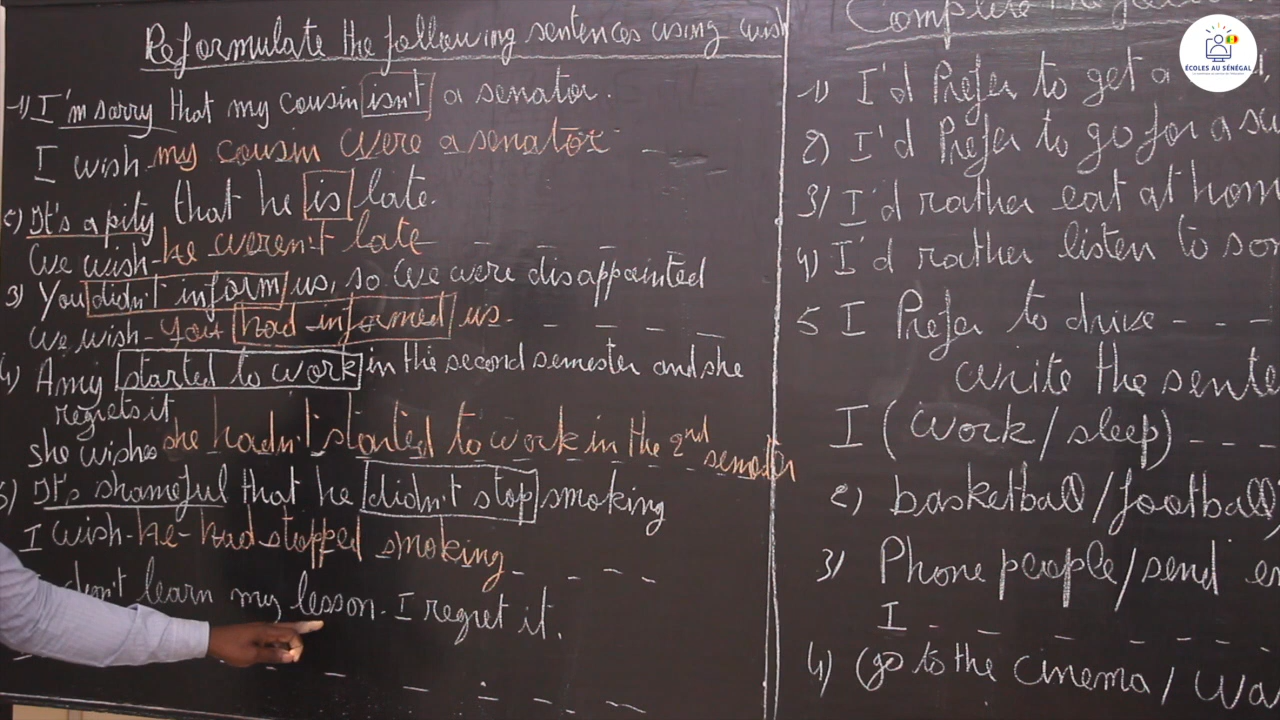 Reformulate the following sentences using wish
1) I'm sorry that my cousin isn't a senator.
I wish my cousin were a senator
2) It's a pity that he is late.
We wish he weren't late
3) You didn't inform us, so we were disappointed
We wish you had informed us
4) Amy started to work in the second semester and she
regrets it
she wishes she hadn't started to work in the 2nd semester
5) It's shameful that he didn't stop smoking
I wish he had stopped smoking
don't learn my lesson. I regret it.
Complete the
1) I'd Prefer to get a
2) I'd Prefer to go for a
3) I'd rather eat at hom
4) I'd rather listen to
5 I Prefer to drive
write the sente
I (work/sleep)
2) basketball/football
3) Phone people/send
I
4) (go to the cinema/
ÉCOLES AU SÉNÉGAL